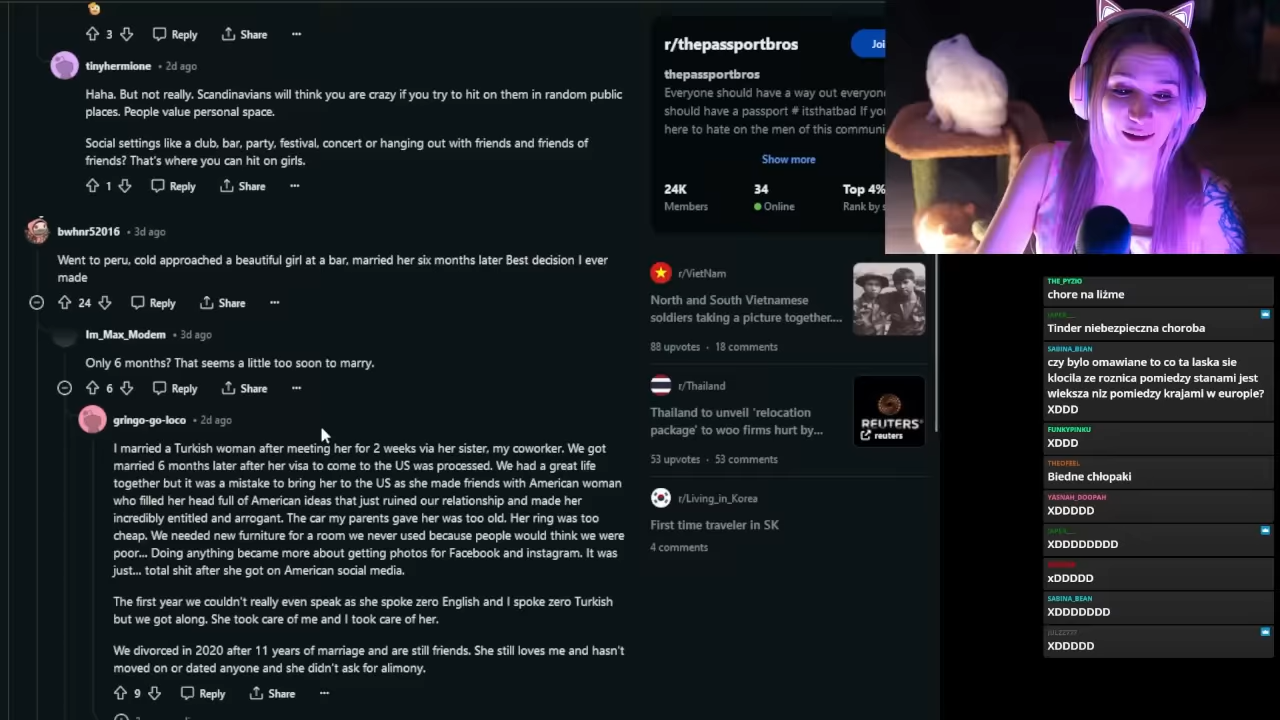 3
Reply
Share
tinyhermione • 2d ago
Haha. But not really. Scandinavians will think you are crazy if you try to hit on them in random public
places. People value personal space.
Social settings like a club, bar, party, festival, concert or hanging out with friends and friends of
friends? That's where you can hit on girls.
1
Reply
Share
bwhnr52016 • 3d ago
Went to peru, cold approached a beautiful girl at a bar, married her six months later Best decision I ever
made
24
Reply
Share
Im_Max_Modem • 3d ago
Only 6 months? That seems a little too soon to marry.
6
Reply
Share
gringo-go-loco • 2d ago
I married a Turkish woman after meeting her for 2 weeks via her sister, my coworker. We got
married 6 months later after her visa to come to the US was processed. We had a great life
together but it was a mistake to bring her to the US as she made friends with American woman
who filled her head full of American ideas that just ruined our relationship and made her
incredibly entitled and arrogant. The car my parents gave her was too old. Her ring was too
cheap. We needed new furniture for a room we never used because people would think we were
poor... Doing anything became more about getting photos for Facebook and instagram. It was
just... total shit after she got on American social media.
The first year we couldn't really even speak as she spoke zero English and I spoke zero Turkish
but we got along. She took care of me and I took care of her.
We divorced in 2020 after 11 years of marriage and are still friends. She still loves me and hasn't
moved on or dated anyone and she didn't ask for alimony.
9
Reply
Share
r/thepassportbros
Joi
thepassportbros
Everyone should have a way out everyone
should have a passport # itsthatbad If you
here to hate on the men of this communi
Show more
24K
Members
34
Online
Top 4%
Rank by s
r/VietNam
North and South Vietnamese
soldiers taking a picture together....
88 upvotes • 18 comments
r/Thailand
Thailand to unveil 'relocation
package' to woo firms hurt by...
REUTERS
reuters
53 upvotes • 53 comments
r/Living_in_Korea
First time traveler in SK
4 comments
THE_PYZIO
chore na liżme
Tinder niebezpieczna choroba
SABINA_BEAN
czy bylo omawiane to co ta laska sie
klocila ze roznica pomiedzy stanami jest
wieksza niz pomiedzy krajami w europie?
XDDD
FUNKYPINKU
XDDD
Biedne chłopaki
YASNAH_DOOPAH
XDDDDD
XDDDDDDDD
xDDDDD
SABINA_BEAN
XDDDDDDD
XDDDDD